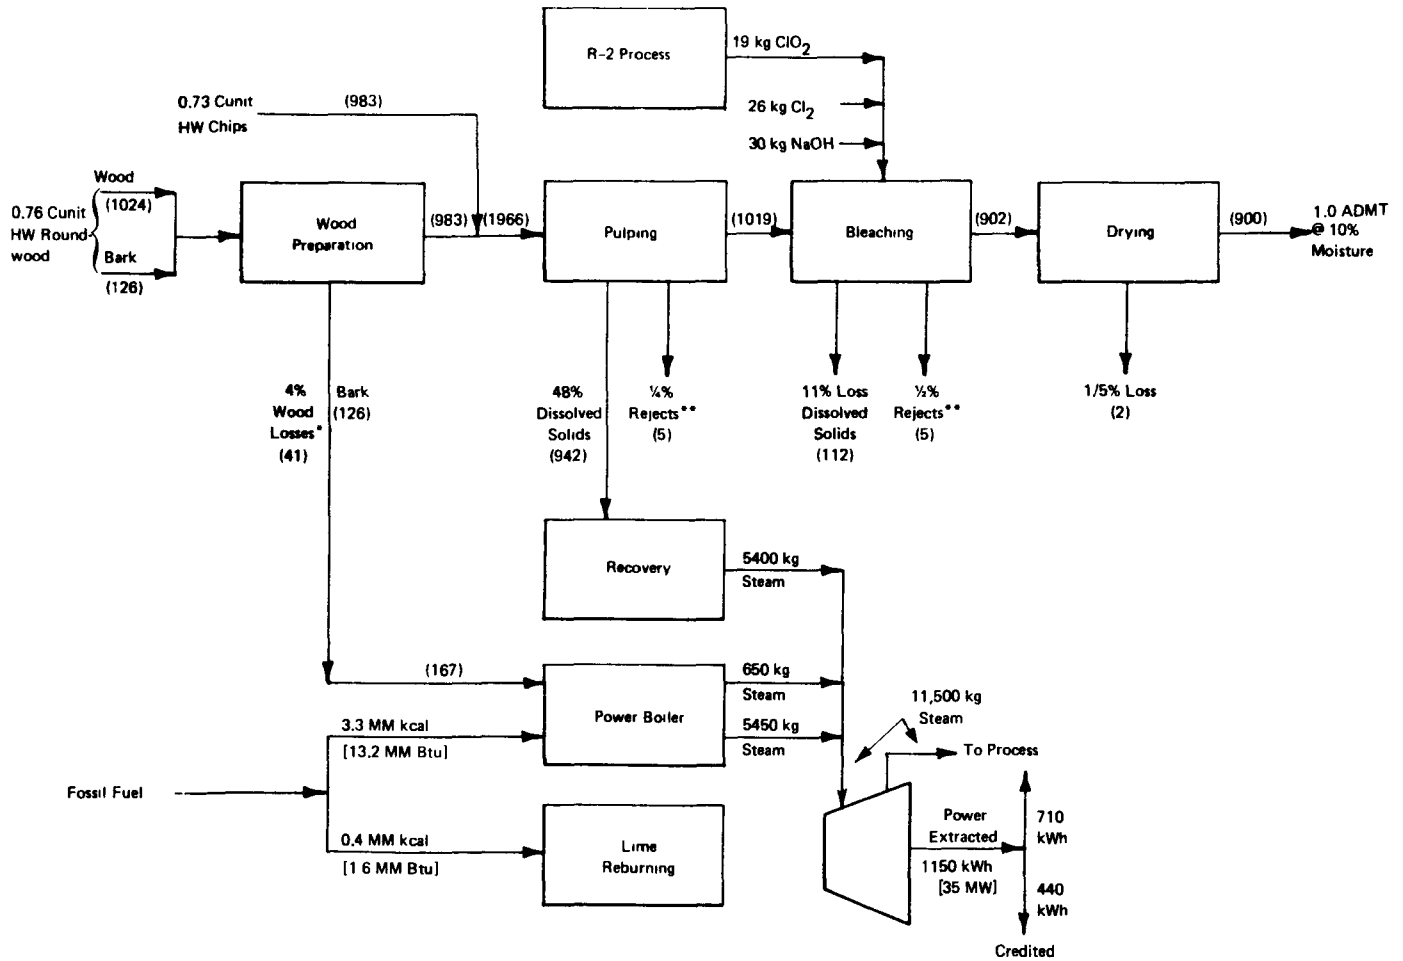 R-2 Process
19 kg ClO2
26 kg Cl2
30 kg NaOH
0.73 Cunit
HW Chips
(983)
0.76 Cunit
HW Round-
wood
Wood
(1024)
Bark
(126)
Wood
Preparation
(983)
(1966)
Pulping
(1019)
Bleaching
(902)
Drying
(900)
1.0 ADMT
@ 10%
Moisture
4%
Wood
Losses*
(41)
Bark
(126)
48%
Dissolved
Solids
(942)
¼%
Rejects**
(5)
11% Loss
Dissolved
Solids
(112)
½%
Rejects**
(5)
1/5% Loss
(2)
Recovery
5400 kg
Steam
(167)
Power Boiler
650 kg
Steam
5450 kg
Steam
11,500 kg
Steam
To Process
3.3 MM kcal
[13.2 MM Btu]
Fossil Fuel
0.4 MM kcal
[1 6 MM Btu]
Lime
Reburning
Power
Extracted
1150 kWh
[35 MW]
710
kWh
440
kWh
Credited